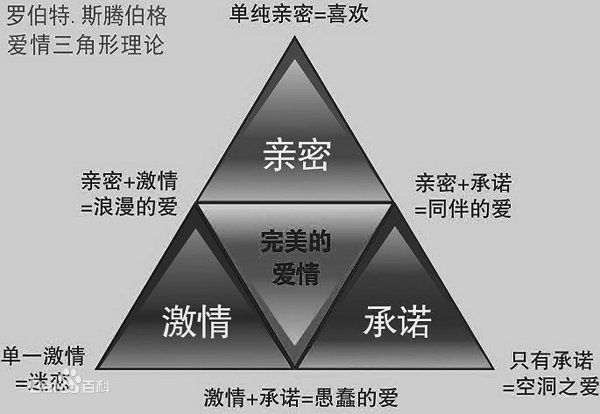 罗伯特.斯腾伯格
爱情三角形理论
单纯亲密=喜欢
亲密
亲密+激情
=浪漫的爱
亲密+承诺
=同伴的爱
完美的
爱情
激情
承诺
单一激情
=迷恋
百科
只有承诺
=空洞之爱
激情+承诺=愚蠢的爱